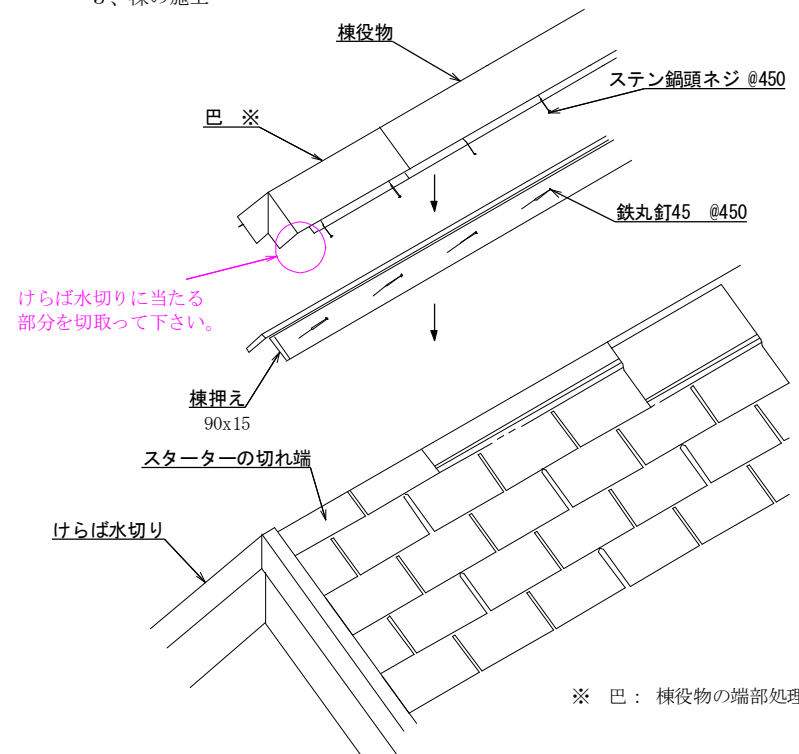 棟役物
ステン鍋頭ネジ @450
巴 ※
鉄丸釘45 @450
けらば水切りに当たる
部分を切取って下さい。
棟押え
90x15
スターターの切れ端
けらば水切り
※ 巴： 棟役物の端部処理